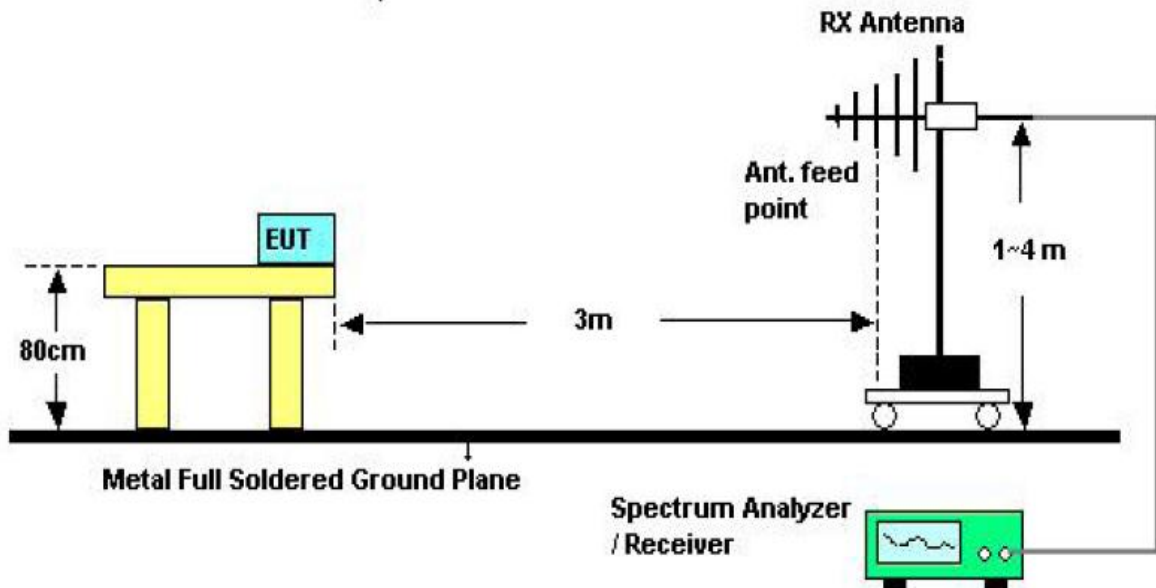 RX Antenna
Ant. feed
point
EUT
1~4 m
3m
80cm
Metal Full Soldered Ground Plane
Spectrum Analyzer
/ Receiver